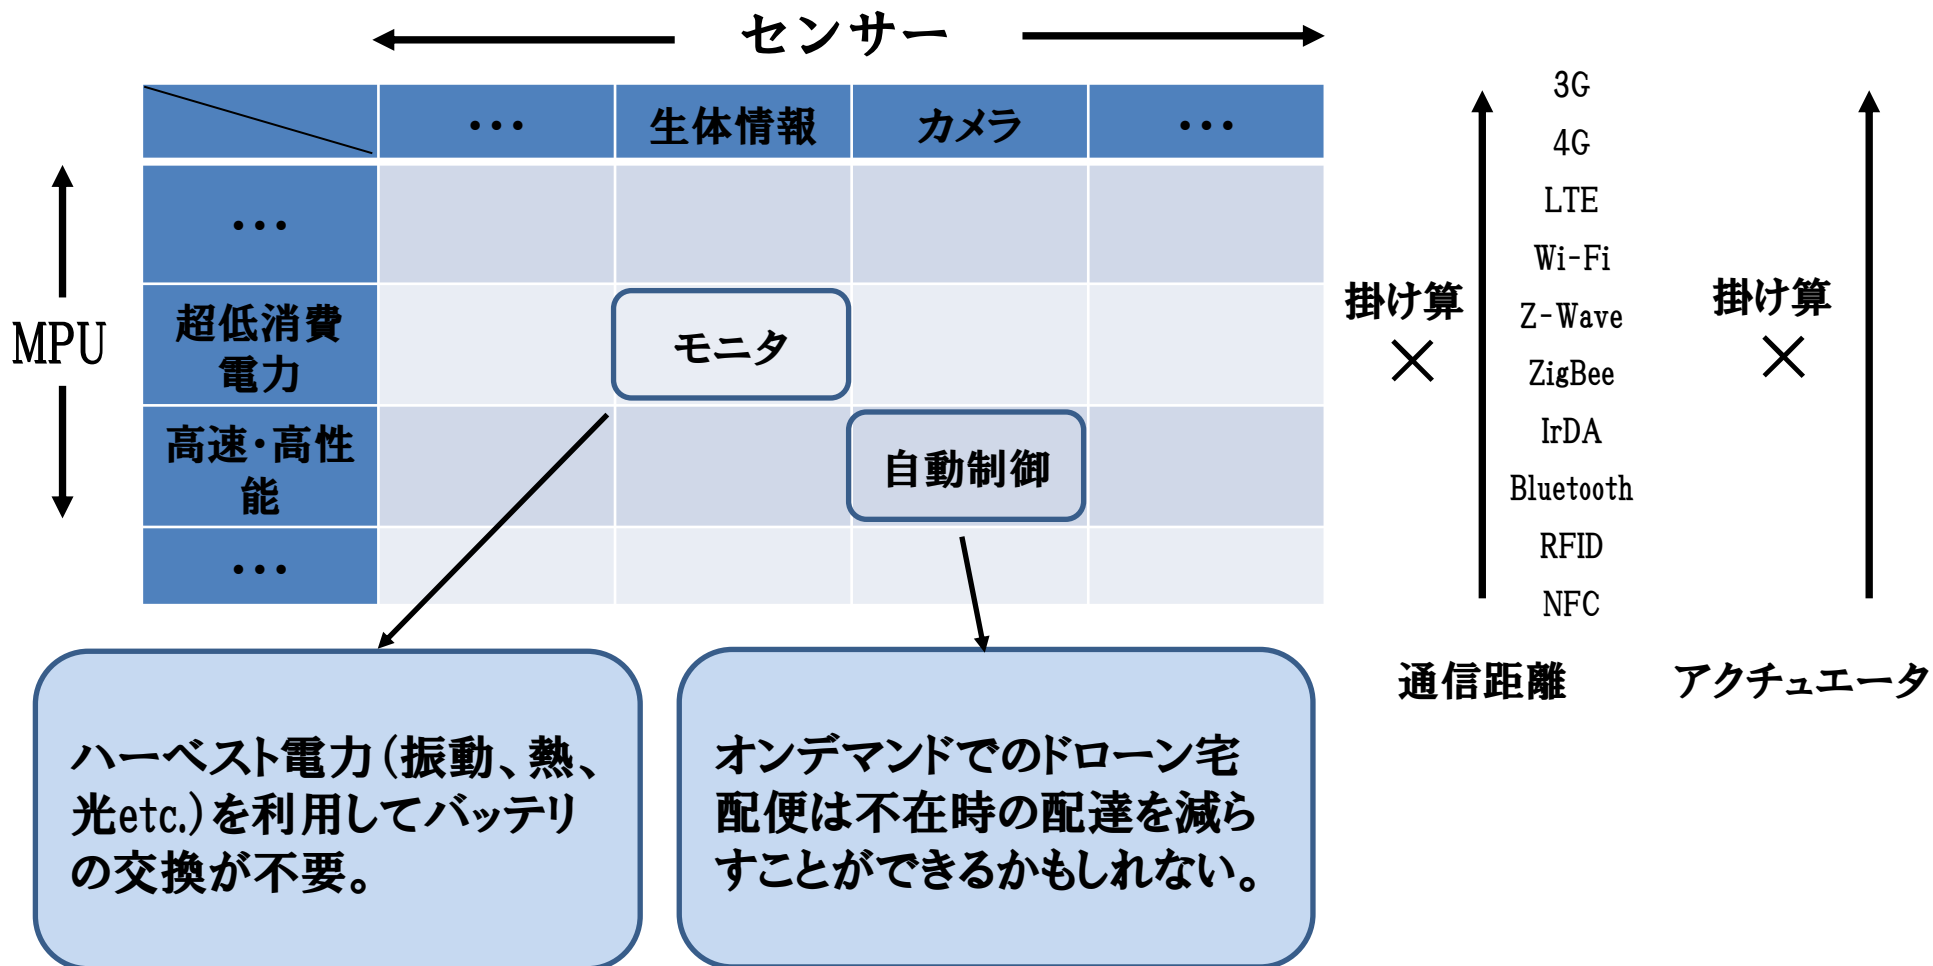 センサー
・・・ 生体情報 カメラ ・・・
MPU
・・・
超低消費
電力
モニタ
高速・高性
能
自動制御
・・・
掛け算
×
3G
4G
LTE
Wi-Fi
Z-Wave
ZigBee
IrDA
Bluetooth
RFID
NFC
通信距離
掛け算
×
アクチュエータ
ハーベスト電力(振動、熱、
光etc.)を利用してバッテリ
の交換が不要。
オンデマンドでのドローン宅
配便は不在時の配達を減ら
すことができるかもしれない。